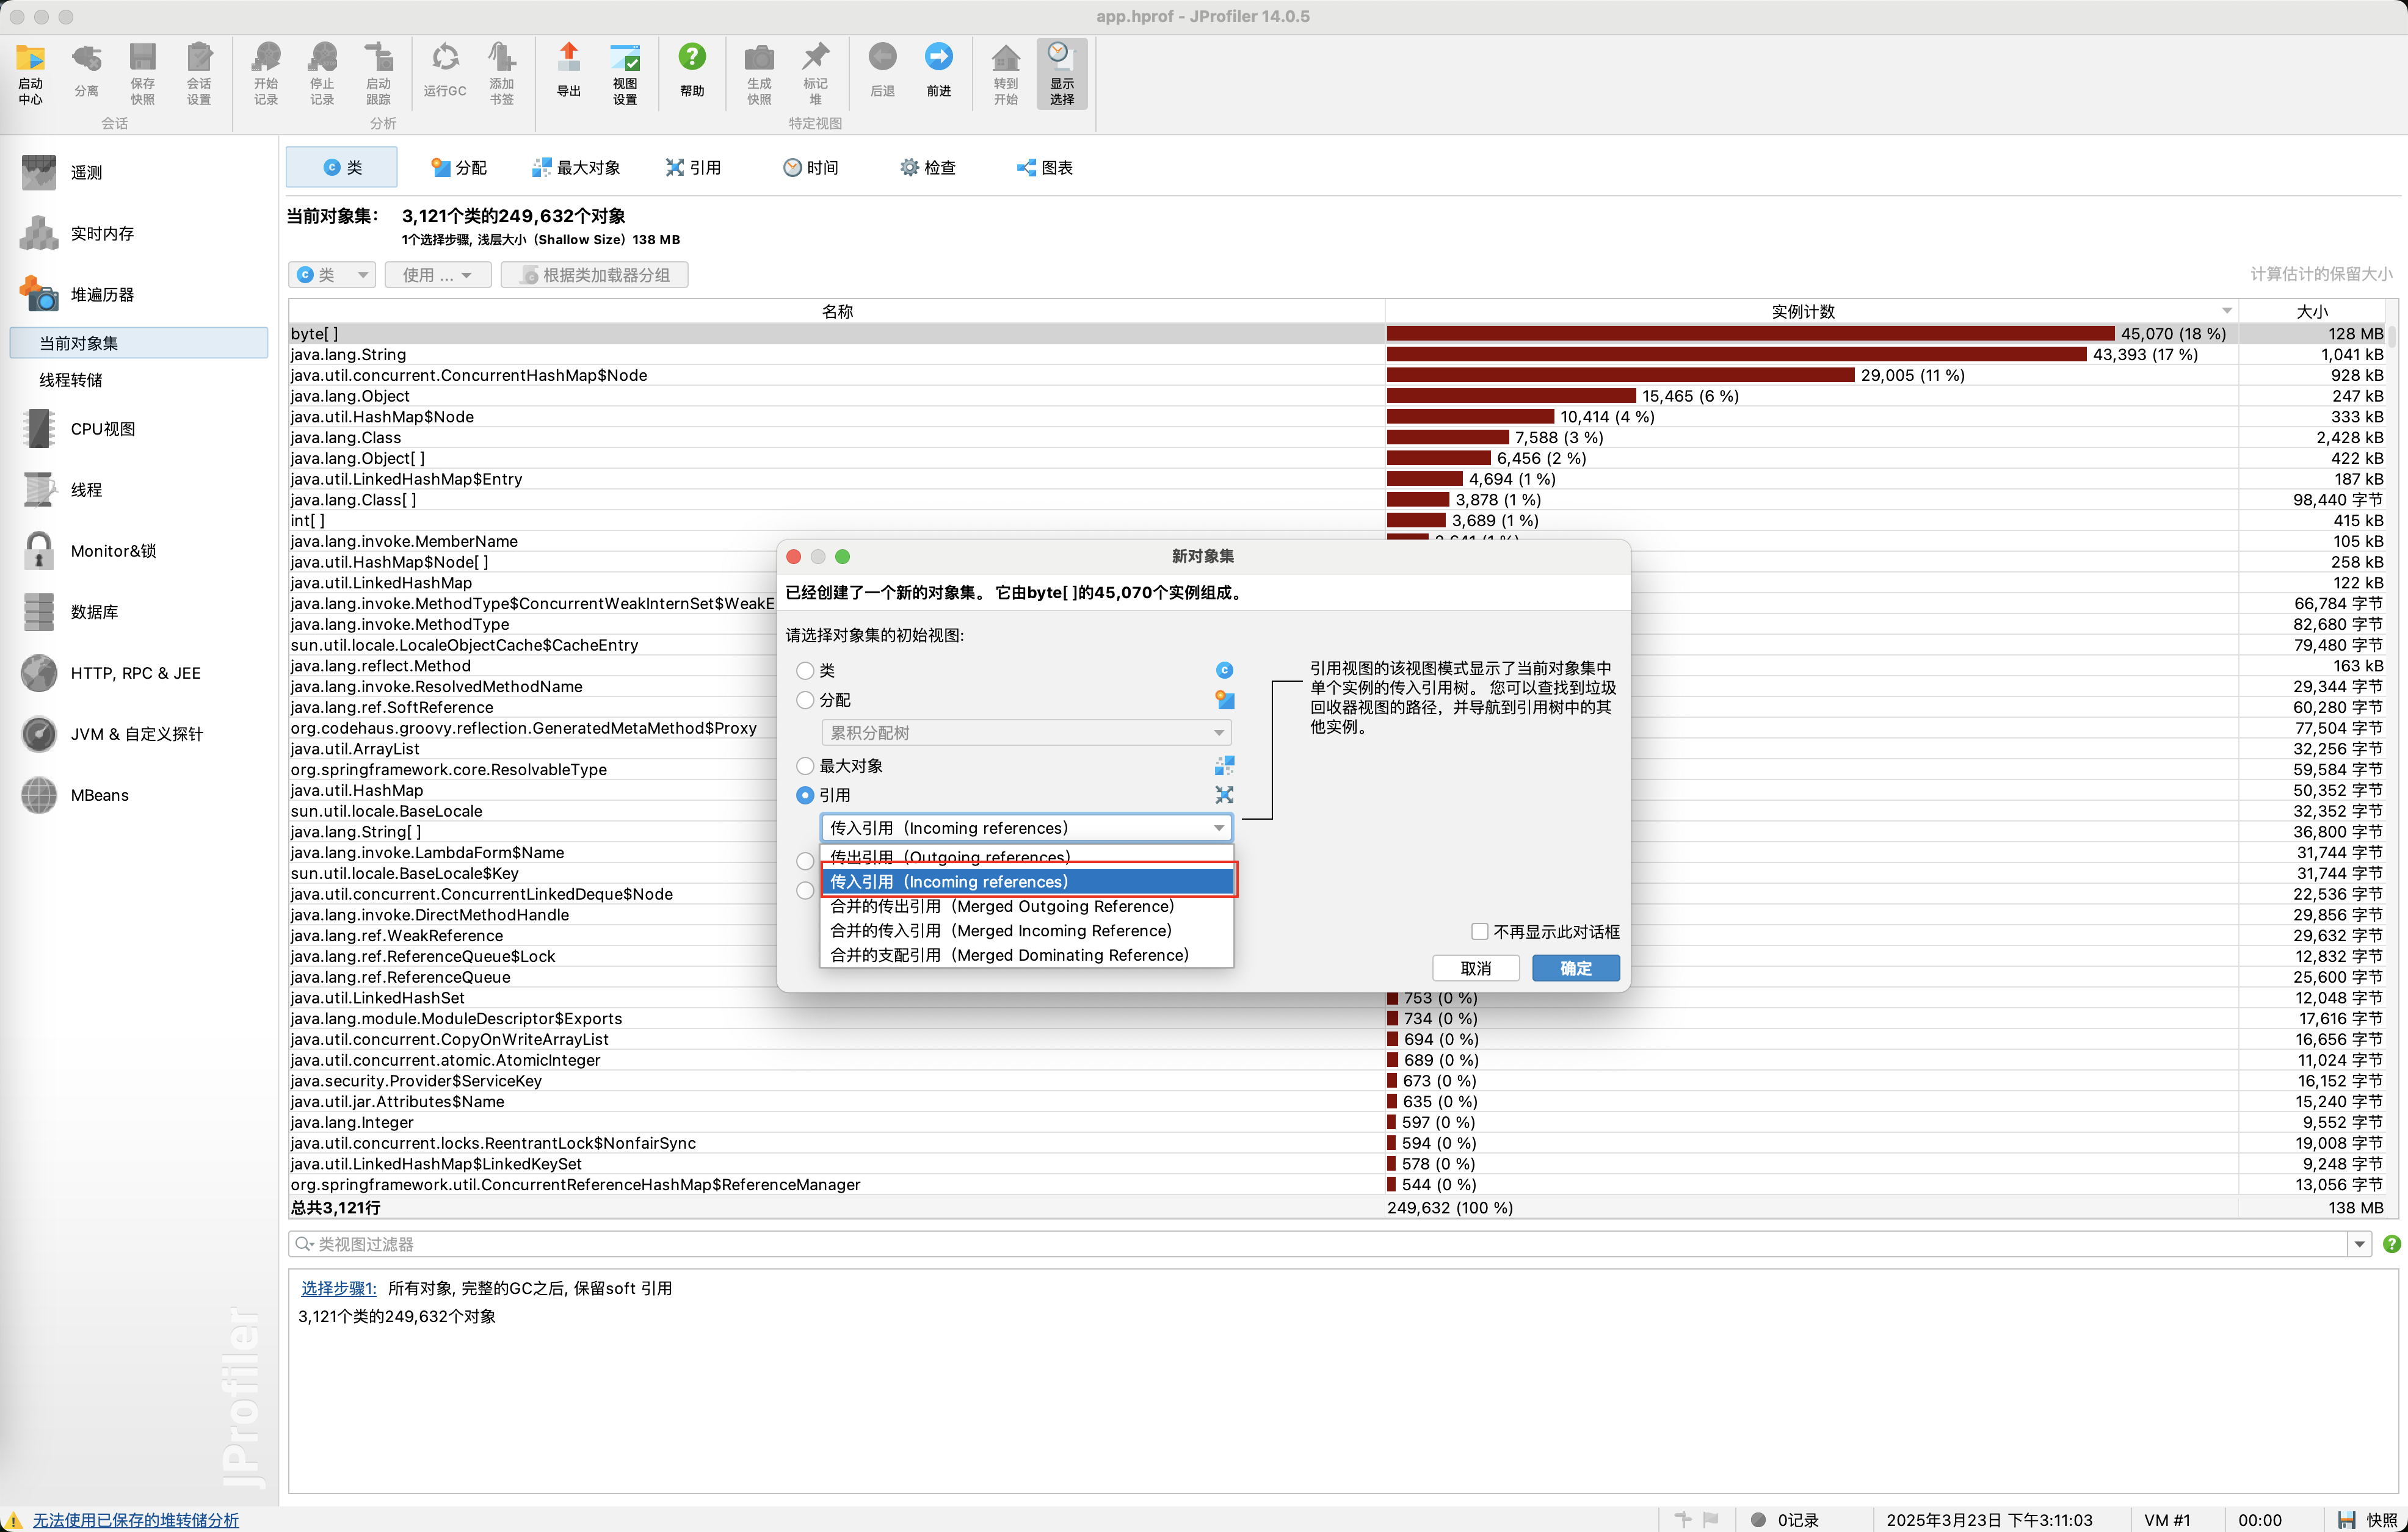 app.hprof - JProfiler 14.0.5
启动中心 分离 保存快照 会话设置 开始记录 停止记录 启动跟踪 运行GC 添加书签 导出 视图设置 帮助 生成快照 标记堆 后退 前进 转到开始 显示选择
会话 分析 特定视图
遥测
实时内存
堆遍历器
当前对象集
线程转储
CPU视图
线程
Monitor&锁
数据库
HTTP, RPC & JEE
JVM & 自定义探针
MBeans
JProfiler
类 分配 最大对象 引用 时间 检查 图表
当前对象集： 3,121个类的249,632个对象
1个选择步骤, 浅层大小（Shallow Size）138 MB
类 使用 ... 根据类加载器分组 计算估计的保留大小
名称 实例计数 大小
byte[ ] 45,070 (18 %) 128 MB
java.lang.String 43,393 (17 %) 1,041 kB
java.util.concurrent.ConcurrentHashMap$Node 29,005 (11 %) 928 kB
java.lang.Object 15,465 (6 %) 247 kB
java.util.HashMap$Node 10,414 (4 %) 333 kB
java.lang.Class 7,588 (3 %) 2,428 kB
java.lang.Object[ ] 6,456 (2 %) 422 kB
java.util.LinkedHashMap$Entry 4,694 (1 %) 187 kB
java.lang.Class[ ] 3,878 (1 %) 98,440 字节
int[ ] 3,689 (1 %) 415 kB
java.lang.invoke.MemberName 105 kB
java.util.HashMap$Node[ ] 258 kB
java.util.LinkedHashMap 122 kB
java.lang.invoke.MethodType$ConcurrentWeakInternSet$WeakE 66,784 字节
java.lang.invoke.MethodType 82,680 字节
sun.util.locale.LocaleObjectCache$CacheEntry 79,480 字节
java.lang.reflect.Method 163 kB
java.lang.invoke.ResolvedMethodName 29,344 字节
java.lang.ref.SoftReference 60,280 字节
org.codehaus.groovy.reflection.GeneratedMetaMethod$Proxy 77,504 字节
java.util.ArrayList 32,256 字节
org.springframework.core.ResolvableType 59,584 字节
java.util.HashMap 50,352 字节
sun.util.locale.BaseLocale 32,352 字节
java.lang.String[ ] 36,800 字节
java.lang.invoke.LambdaForm$Name 31,744 字节
sun.util.locale.BaseLocale$Key 31,744 字节
java.util.concurrent.ConcurrentLinkedDeque$Node 22,536 字节
java.lang.invoke.DirectMethodHandle 29,856 字节
java.lang.ref.WeakReference 29,632 字节
java.lang.ref.ReferenceQueue$Lock 12,832 字节
java.lang.ref.ReferenceQueue 25,600 字节
java.util.LinkedHashSet 753 (0 %) 12,048 字节
java.lang.module.ModuleDescriptor$Exports 734 (0 %) 17,616 字节
java.util.concurrent.CopyOnWriteArrayList 694 (0 %) 16,656 字节
java.util.concurrent.atomic.AtomicInteger 689 (0 %) 11,024 字节
java.security.Provider$ServiceKey 673 (0 %) 16,152 字节
java.util.jar.Attributes$Name 635 (0 %) 15,240 字节
java.lang.Integer 597 (0 %) 9,552 字节
java.util.concurrent.locks.ReentrantLock$NonfairSync 594 (0 %) 19,008 字节
java.util.LinkedHashMap$LinkedKeySet 578 (0 %) 9,248 字节
org.springframework.util.ConcurrentReferenceHashMap$ReferenceManager 544 (0 %) 13,056 字节
总共3,121行 249,632 (100 %) 138 MB
新对象集
已经创建了一个新的对象集。 它由byte[ ]的45,070个实例组成。
请选择对象集的初始视图:
类
分配
累积分配树
最大对象
引用
传入引用（Incoming references）
传出引用（Outgoing references）
传入引用（Incoming references）
合并的传出引用（Merged Outgoing Reference）
合并的传入引用（Merged Incoming Reference）
合并的支配引用（Merged Dominating Reference）
引用视图的该视图模式显示了当前对象集中
单个实例的传入引用树。 您可以查找到垃圾
回收器视图的路径，并导航到引用树中的其
他实例。
不再显示此对话框
取消 确定
类视图过滤器
选择步骤1: 所有对象, 完整的GC之后, 保留soft 引用
3,121个类的249,632个对象
无法使用已保存的堆转储分析 0记录 2025年3月23日 下午3:11:03 VM #1 00:00 快照